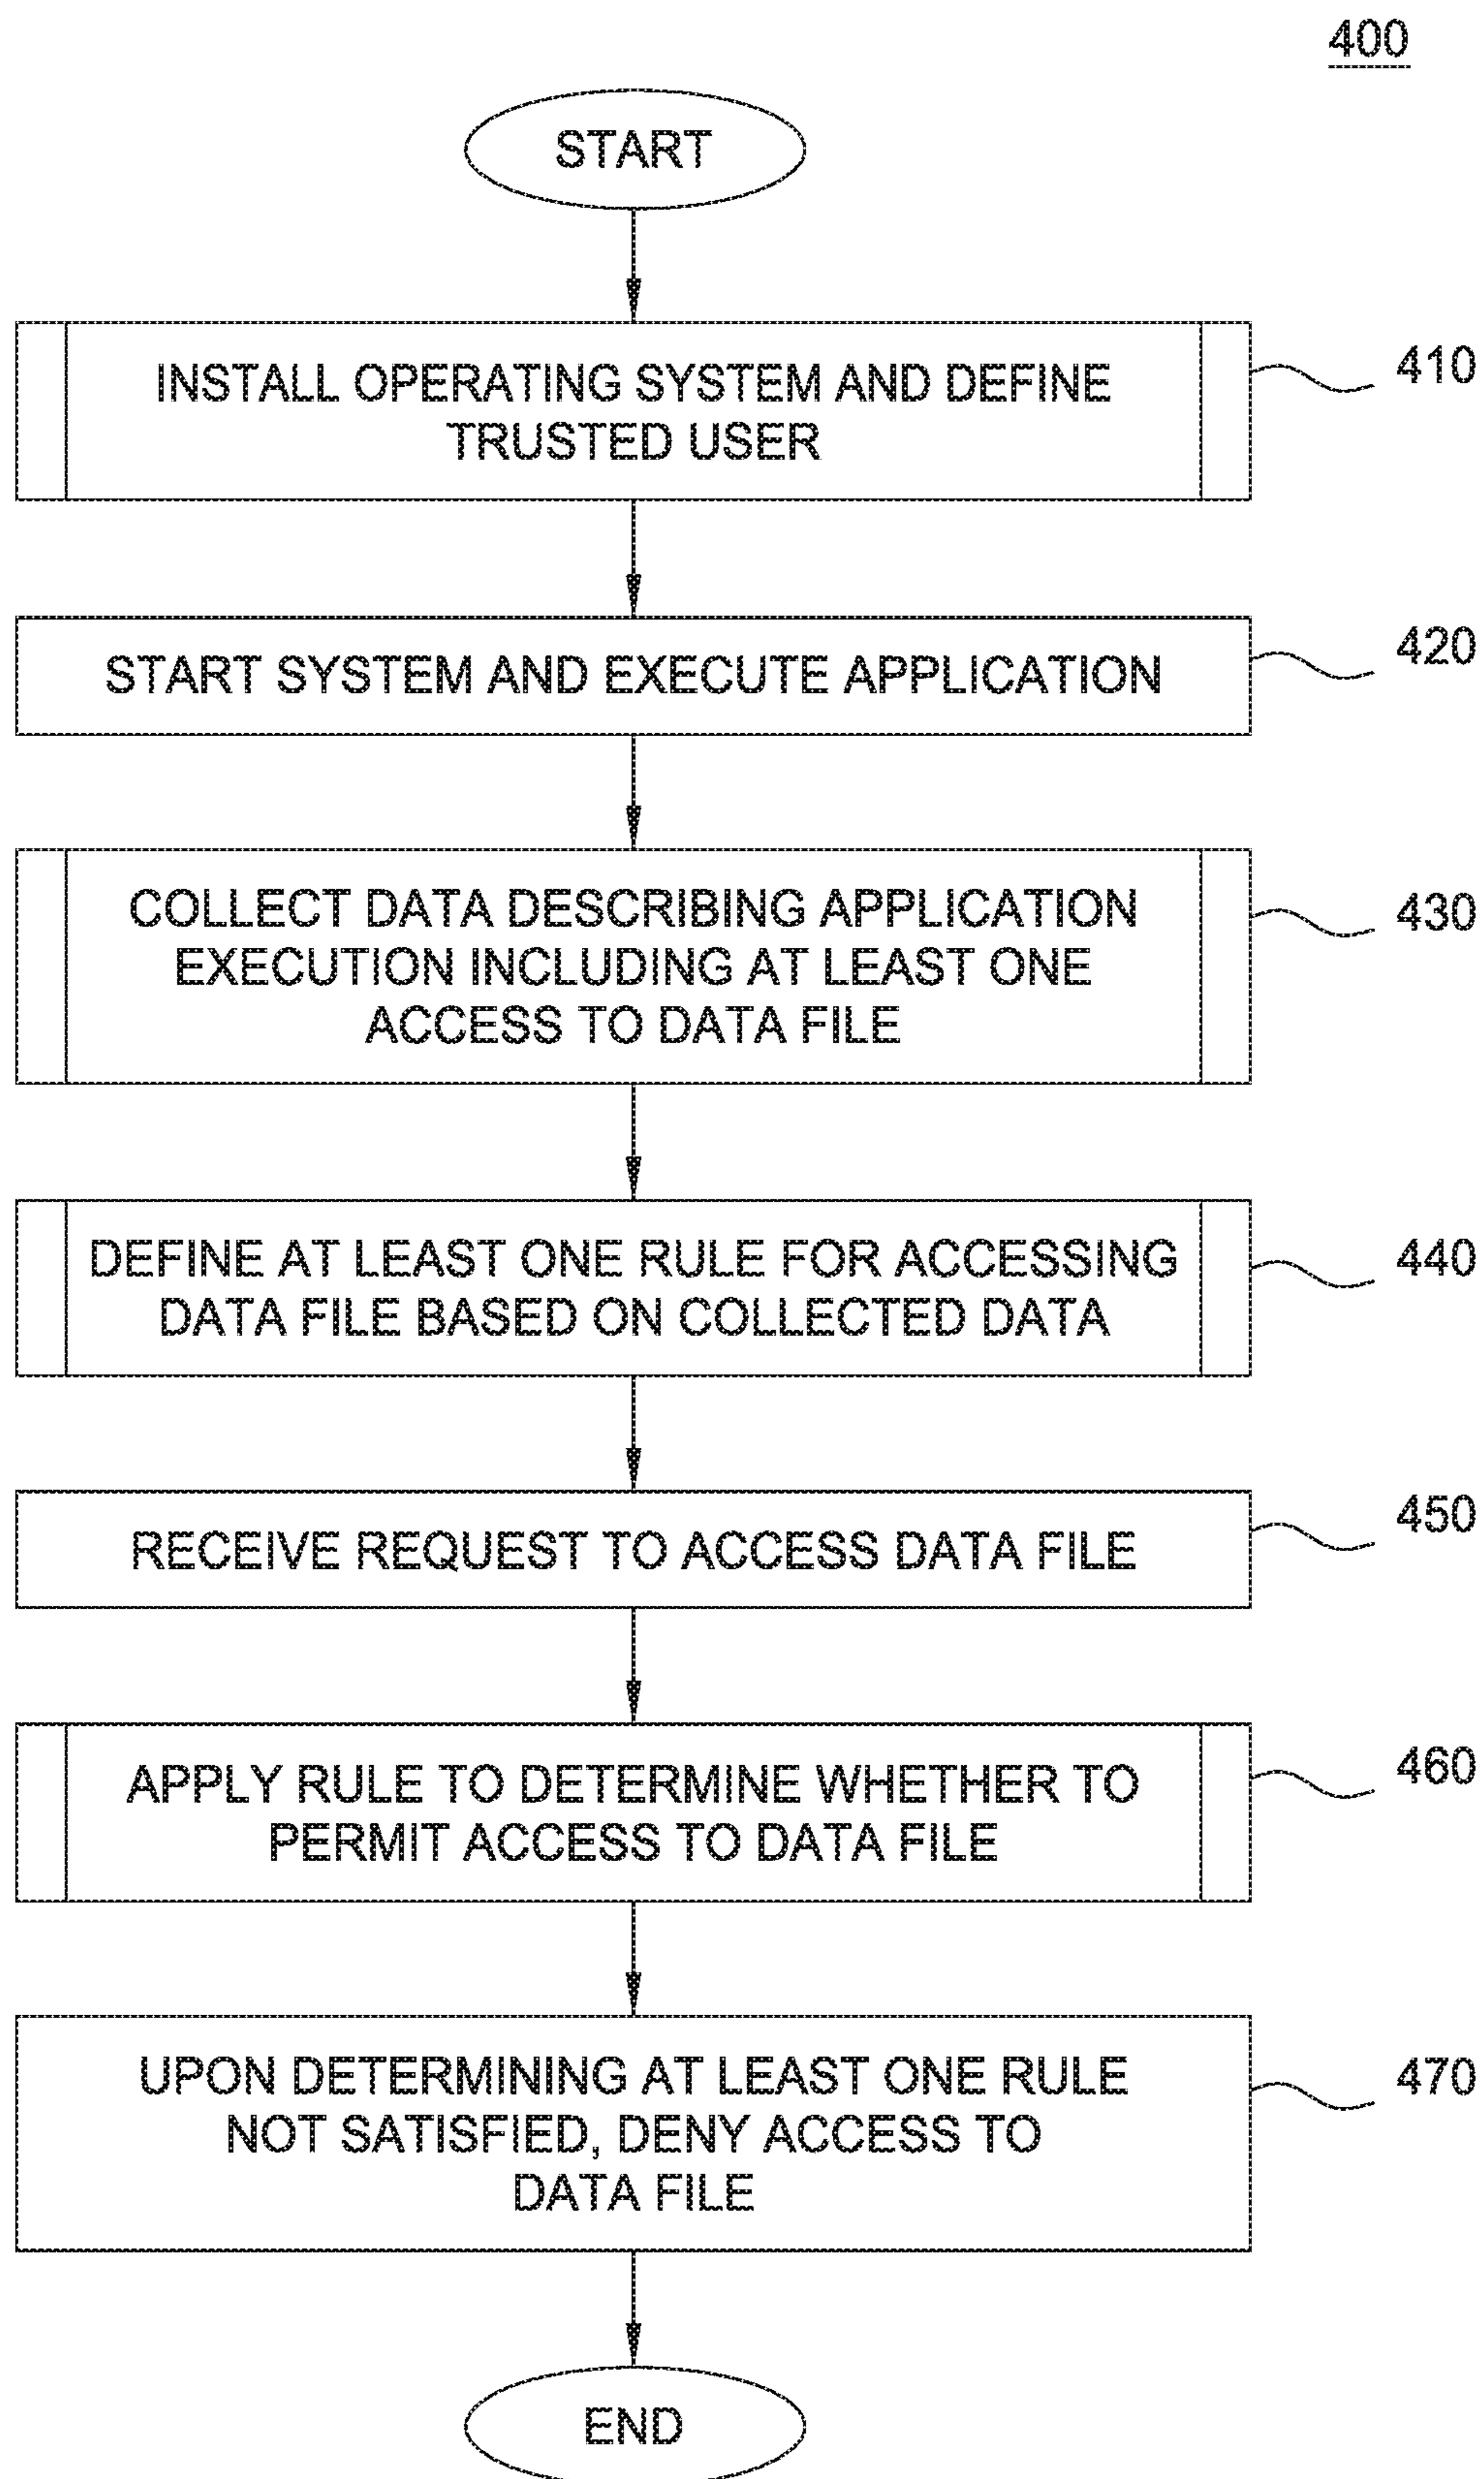 400
START
INSTALL OPERATING SYSTEM AND DEFINE
TRUSTED USER
410
START SYSTEM AND EXECUTE APPLICATION
420
COLLECT DATA DESCRIBING APPLICATION
EXECUTION INCLUDING AT LEAST ONE
ACCESS TO DATA FILE
430
DEFINE AT LEAST ONE RULE FOR ACCESSING
DATA FILE BASED ON COLLECTED DATA
440
RECEIVE REQUEST TO ACCESS DATA FILE
450
APPLY RULE TO DETERMINE WHETHER TO
PERMIT ACCESS TO DATA FILE
460
UPON DETERMINING AT LEAST ONE RULE
NOT SATISFIED, DENY ACCESS TO
DATA FILE
470
END